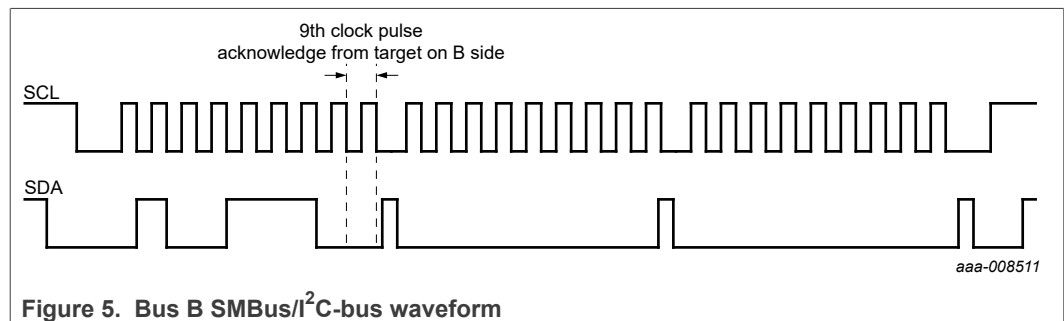 9th clock pulse
acknowledge from target on B side
SCL
SDA
aaa-008511
Figure 5. Bus B SMBus/I²C-bus waveform